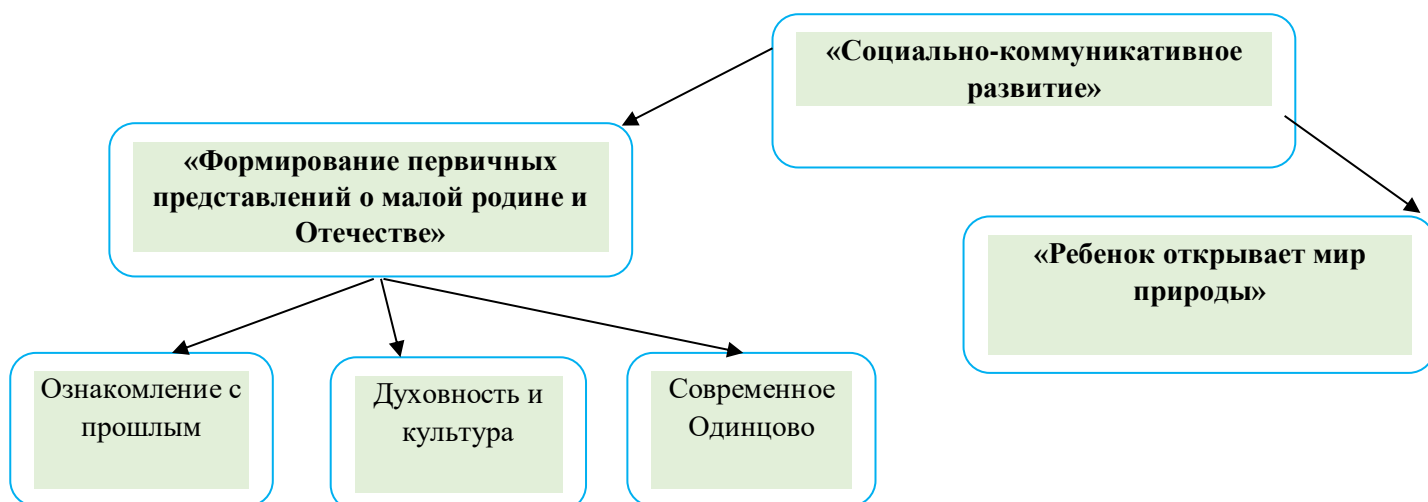 «Социально-коммуникативное
развитие»
«Формирование первичных
представлений о малой родине и
Отечестве»
«Ребенок открывает мир
природы»
Ознакомление с
прошлым
Духовность и
культура
Современное
Одинцово